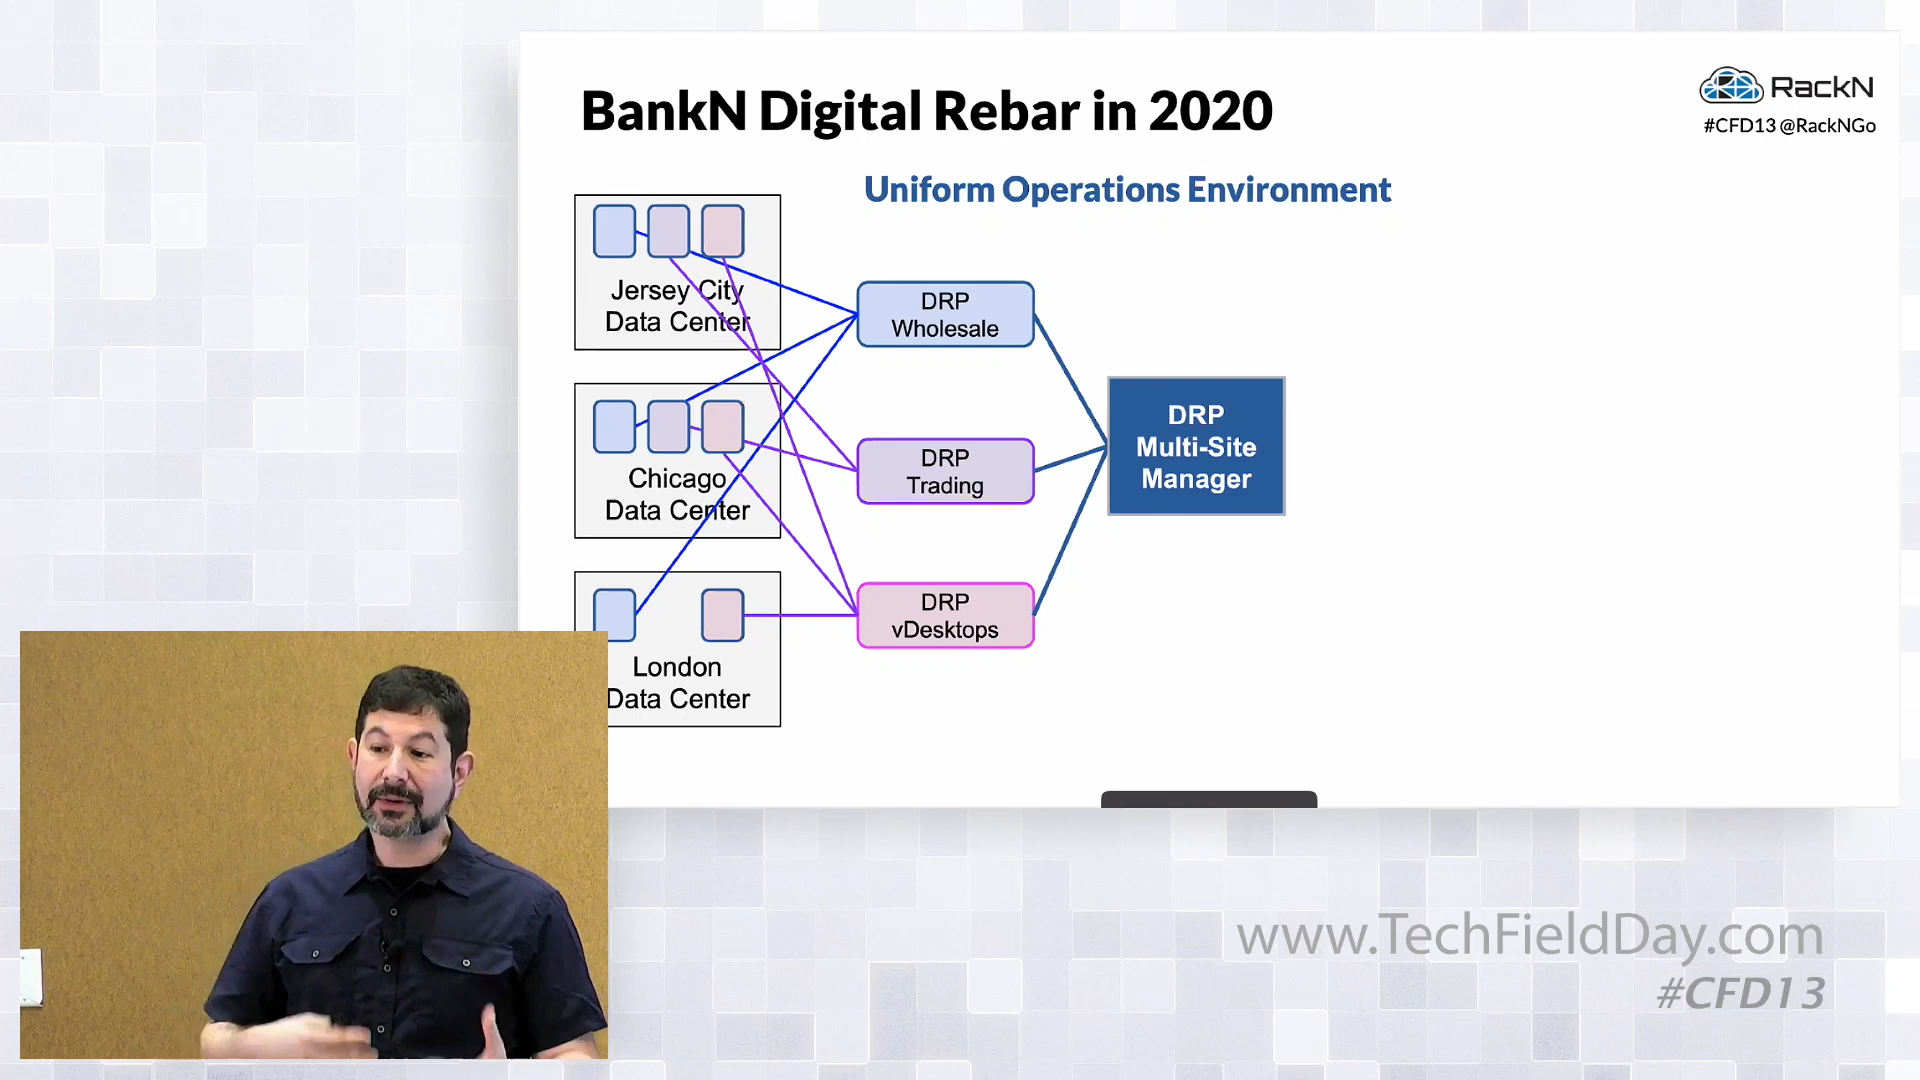 BankN Digital Rebar in 2020
RackN
#CFD13 @RackNGo
Uniform Operations Environment
Jersey City
Data Center
Chicago
Data Center
London
Data Center
DRP
Wholesale
DRP
Trading
DRP
vDesktops
DRP
Multi-Site
Manager
www.TechFieldDay.com
#CFD13